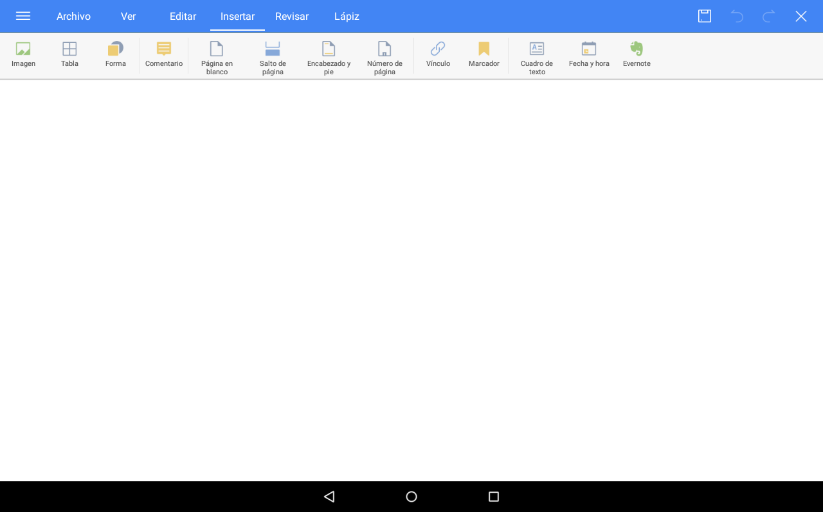 Archivo Ver Editar Insertar Revisar Lápiz
Imagen Tabla Forma Comentario Página en blanco Salto de página Encabezado y pie Número de página Vínculo Marcador Cuadro de texto Fecha y hora Evernote